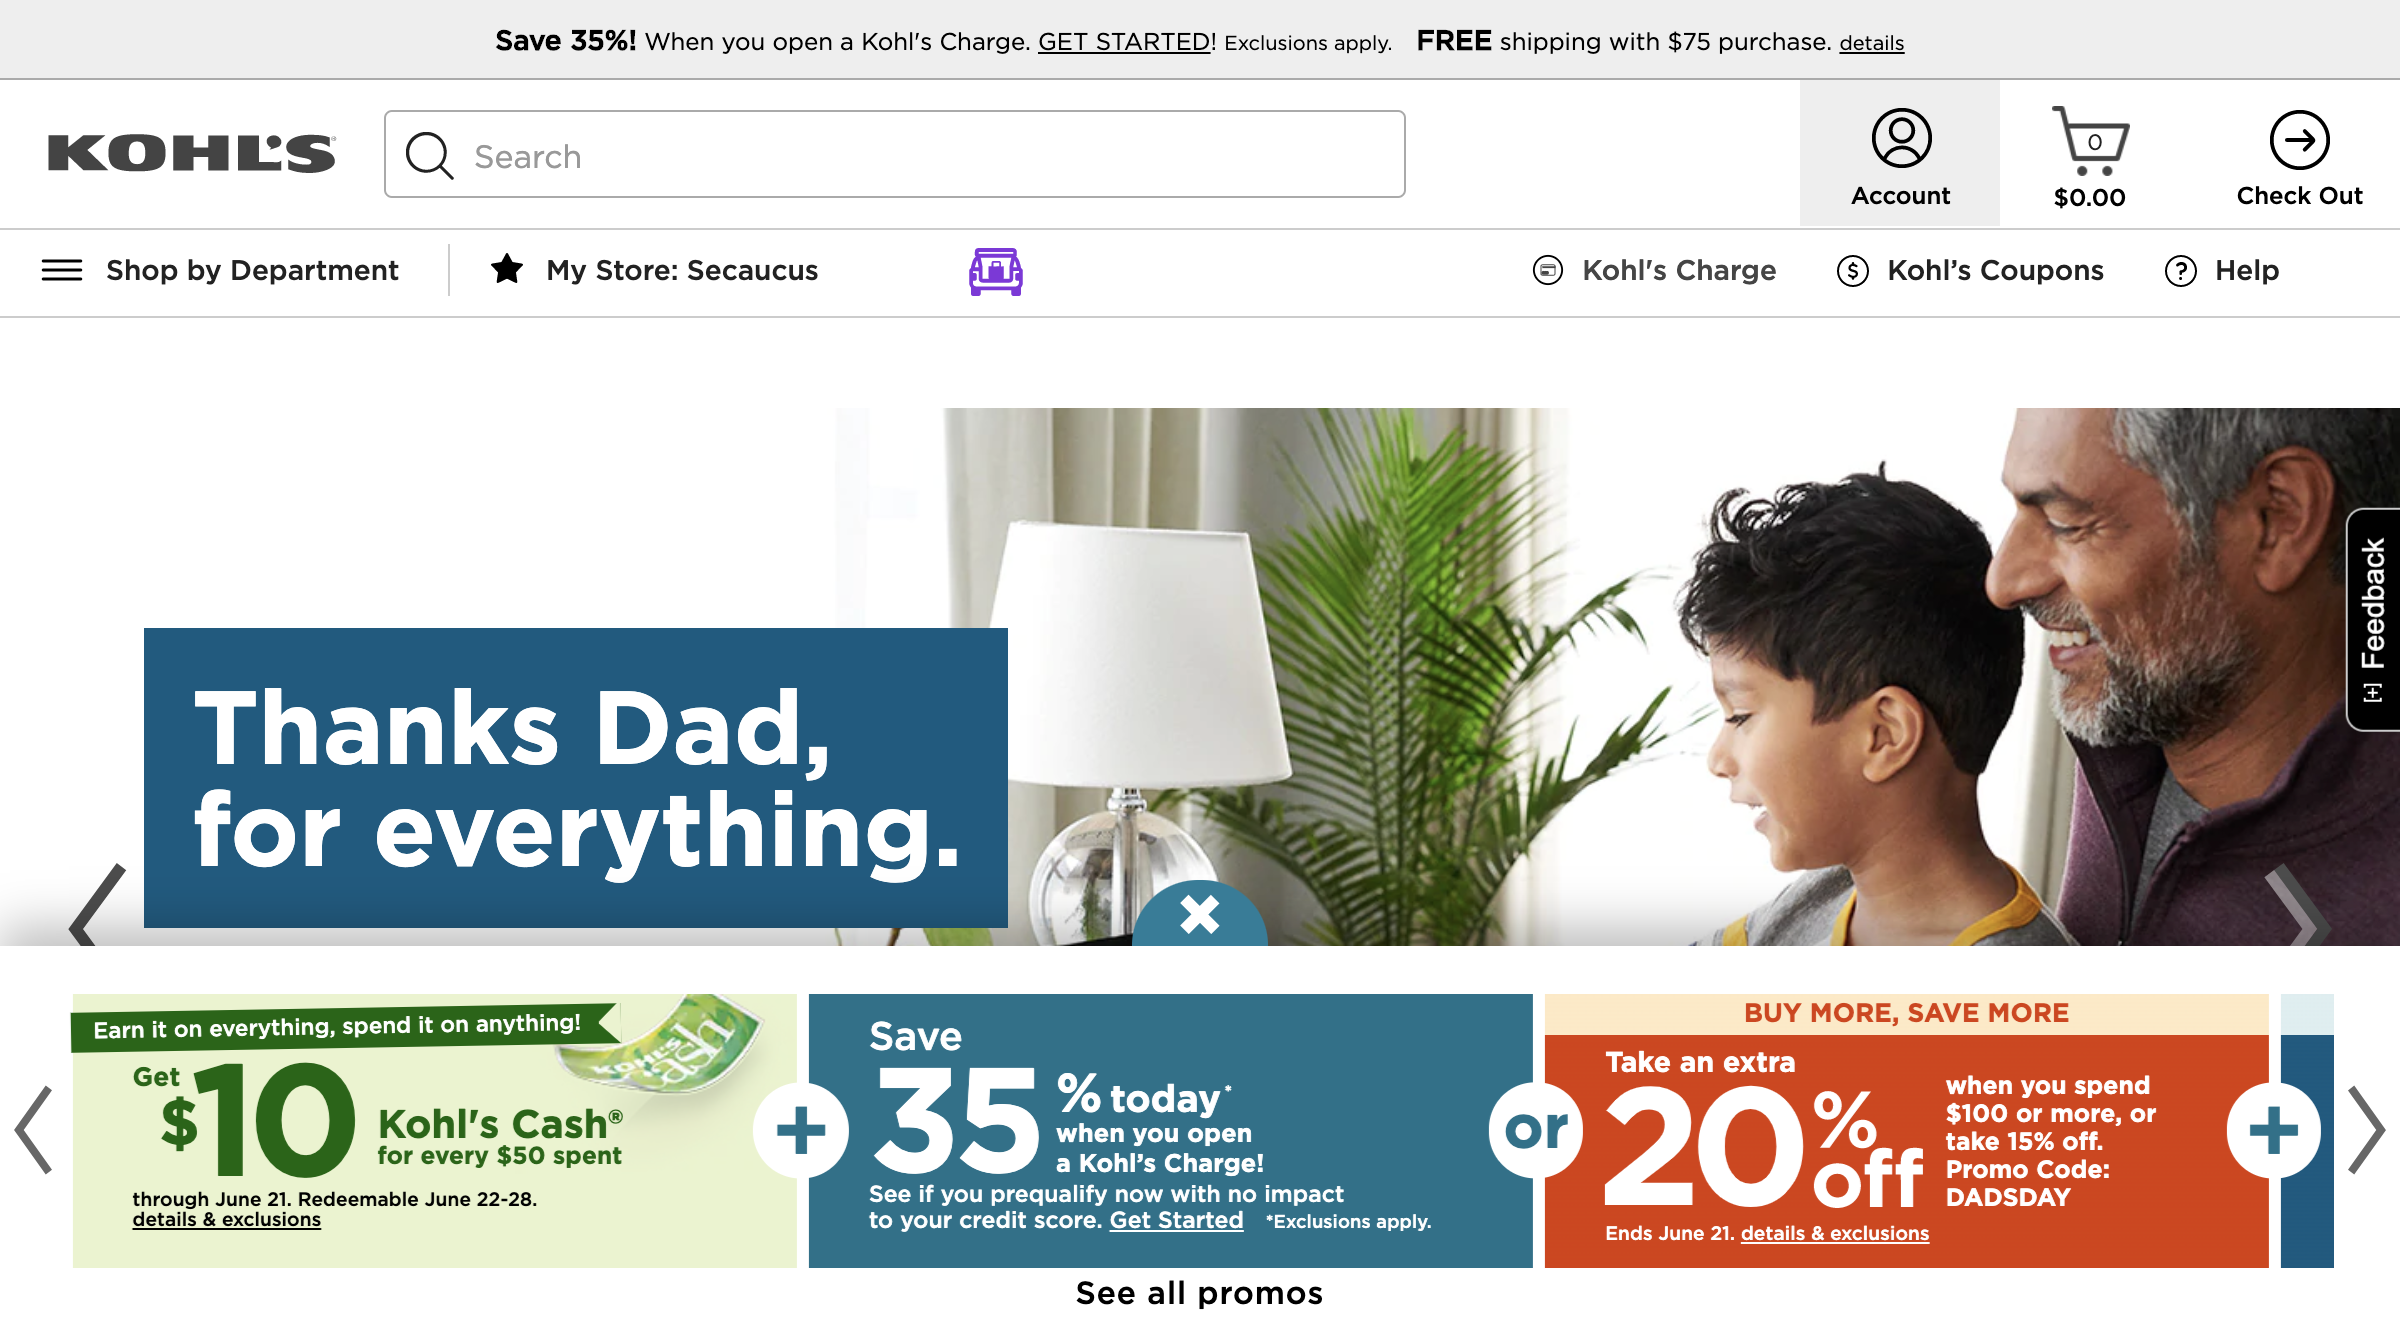 Save 35%! When you open a Kohl's Charge. GET STARTED! Exclusions apply. FREE shipping with $75 purchase. details
KOHL'S
Search
Account
0
$0.00
Check Out
Shop by Department
My Store: Secaucus
Kohl's Charge
$
Kohl’s Coupons
?
Help
[+] Feedback
Thanks Dad,
for everything.
Earn it on everything, spend it on anything!
KOHL'S
cash
Get
$10
Kohl's Cash®
for every $50 spent
through June 21. Redeemable June 22-28.
details & exclusions
+
Save
35% today*
when you open
a Kohl’s Charge!
See if you prequalify now with no impact
to your credit score. Get Started *Exclusions apply.
or
BUY MORE, SAVE MORE
Take an extra
20% off
when you spend
$100 or more, or
take 15% off.
Promo Code:
DADSDAY
Ends June 21. details & exclusions
+
See all promos